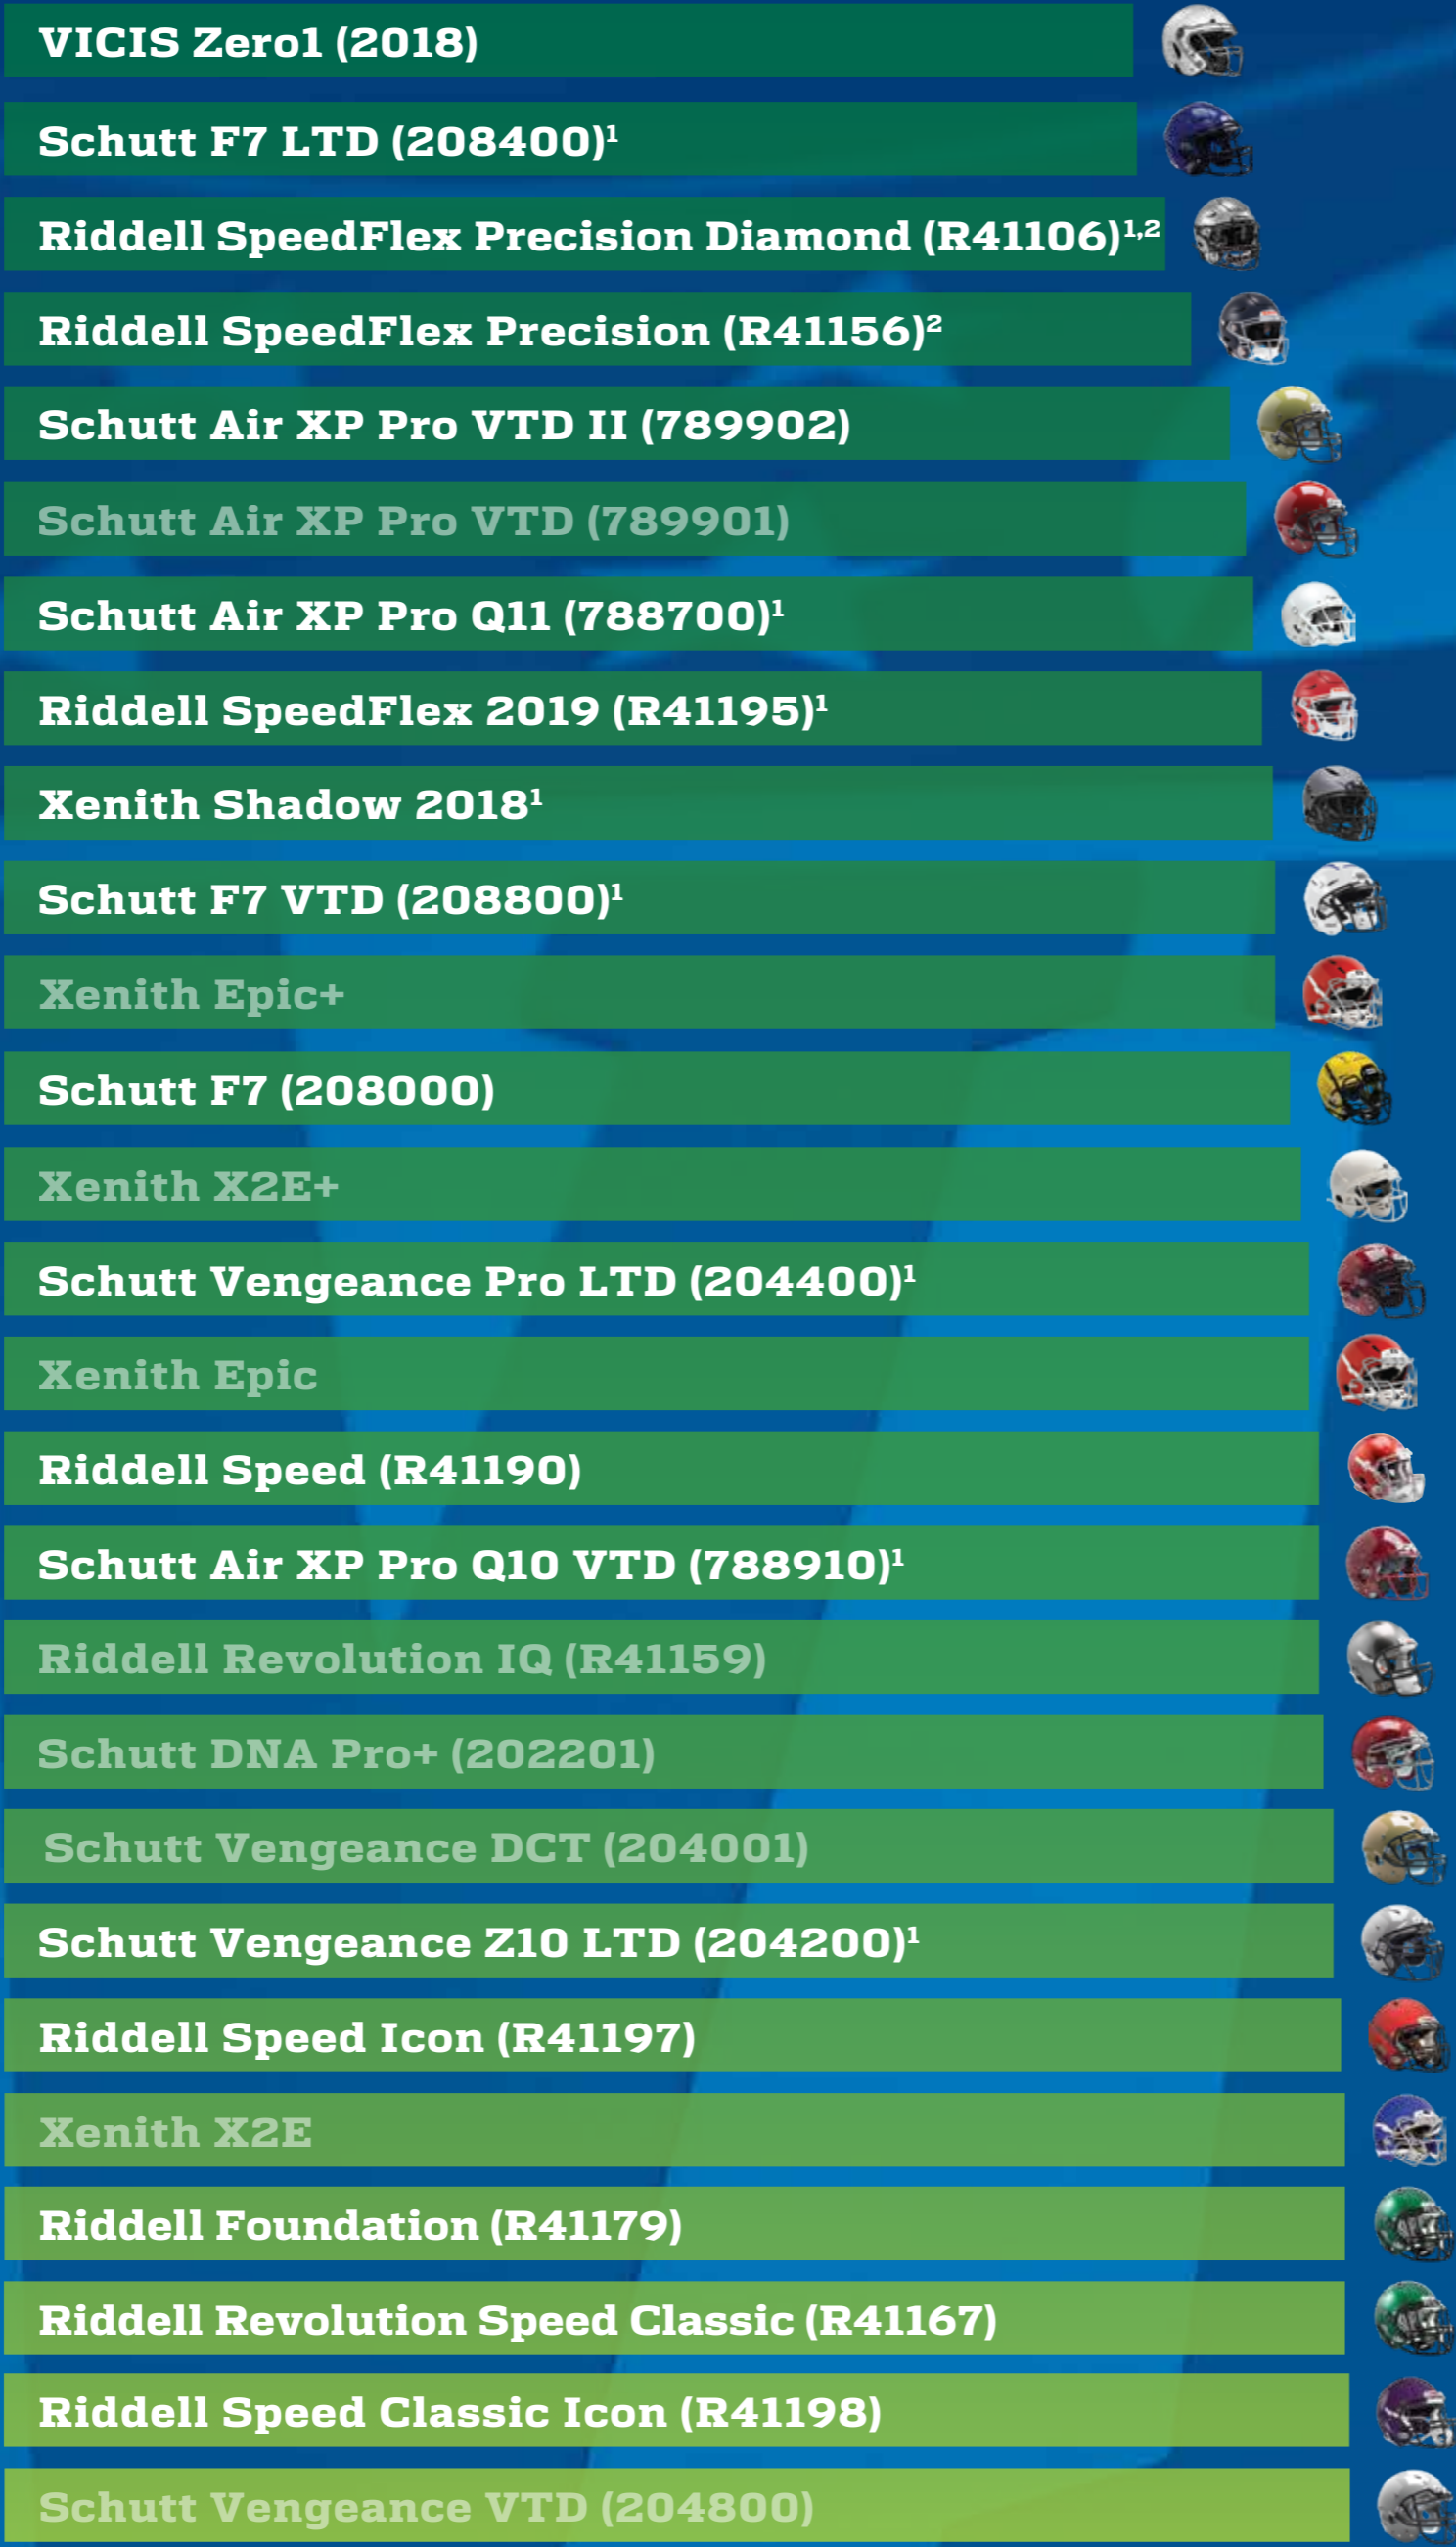 VICIS Zero1 (2018)
Schutt F7 LTD (208400)¹
Riddell SpeedFlex Precision Diamond (R41106)¹,²
Riddell SpeedFlex Precision (R41156)²
Schutt Air XP Pro VTD II (789902)
Schutt Air XP Pro VTD (789901)
Schutt Air XP Pro Q11 (788700)¹
Riddell SpeedFlex 2019 (R41195)¹
Xenith Shadow 2018¹
Schutt F7 VTD (208800)¹
Xenith Epic+
Schutt F7 (208000)
Xenith X2E+
Schutt Vengeance Pro LTD (204400)¹
Xenith Epic
Riddell Speed (R41190)
Schutt Air XP Pro Q10 VTD (788910)¹
Riddell Revolution IQ (R41159)
Schutt DNA Pro+ (202201)
Schutt Vengeance DCT (204001)
Schutt Vengeance Z10 LTD (204200)¹
Riddell Speed Icon (R41197)
Xenith X2E
Riddell Foundation (R41179)
Riddell Revolution Speed Classic (R41167)
Riddell Speed Classic Icon (R41198)
Schutt Vengeance VTD (204800)